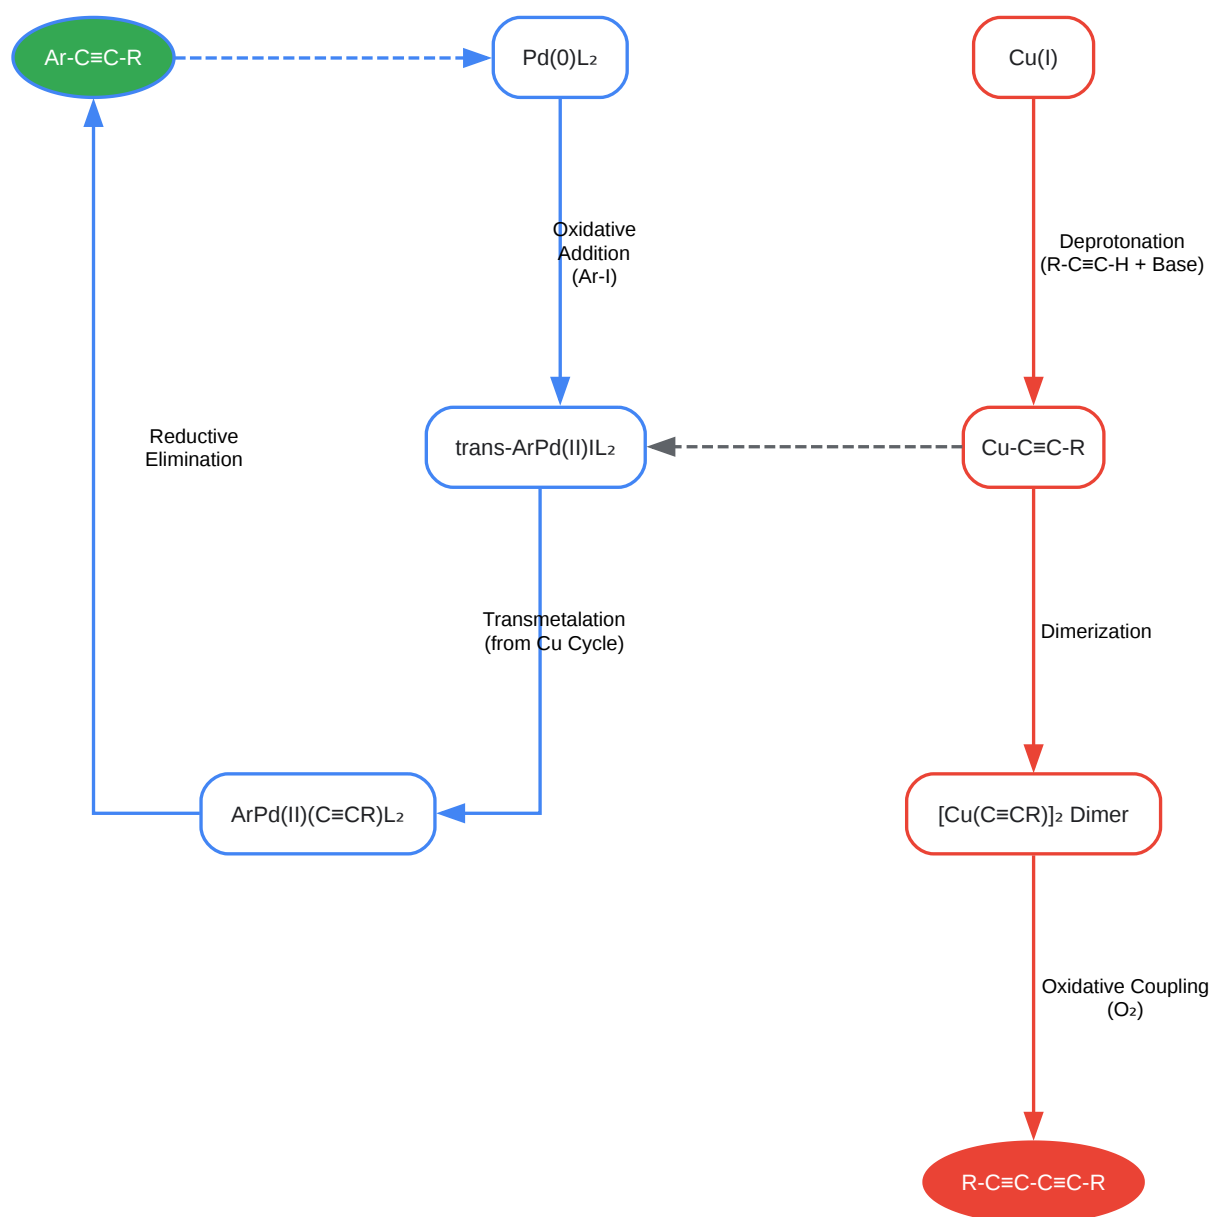 Ar-C≡C-R
Pd(0)L₂
Cu(I)
Oxidative
Addition
(Ar-I)
Deprotonation
(R-C≡C-H + Base)
Reductive
Elimination
trans-ArPd(II)IL₂
Cu-C≡C-R
Transmetalation
(from Cu Cycle)
Dimerization
ArPd(II)(C≡CR)L₂
[Cu(C≡CR)]₂ Dimer
Oxidative Coupling
(O₂)
R-C≡C-C≡C-R